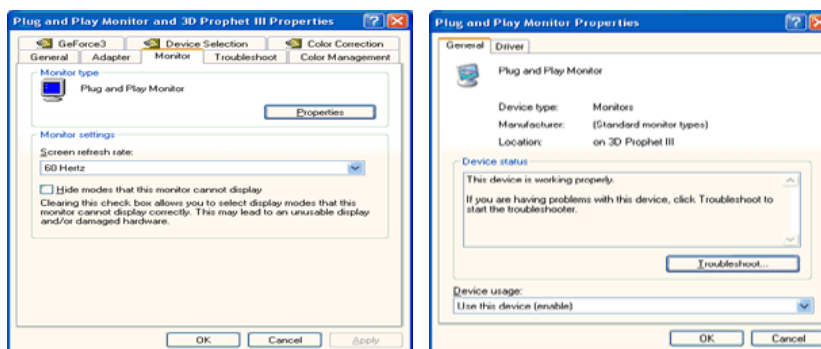 Plug and Play Monitor and 3D Prophet III Properties
GeForce3 Device Selection Color Correction
General Adapter Monitor Troubleshoot Color Management
Monitor type
Plug and Play Monitor
Properties
Monitor settings
Screen refresh rate:
60 Hertz
Hide modes that this monitor cannot display
Clearing this check box allows you to select display modes that this
monitor cannot display correctly. This may lead to an unusable display
and/or damaged hardware.
OK Cancel Apply
Plug and Play Monitor Properties
General Driver
Plug and Play Monitor
Device type: Monitors
Manufacturer: (Standard monitor types)
Location: on 3D Prophet III
Device status
This device is working properly.
If you are having problems with this device, click Troubleshoot to
start the troubleshooter.
Troubleshoot...
Device usage:
Use this device (enable)
OK Cancel